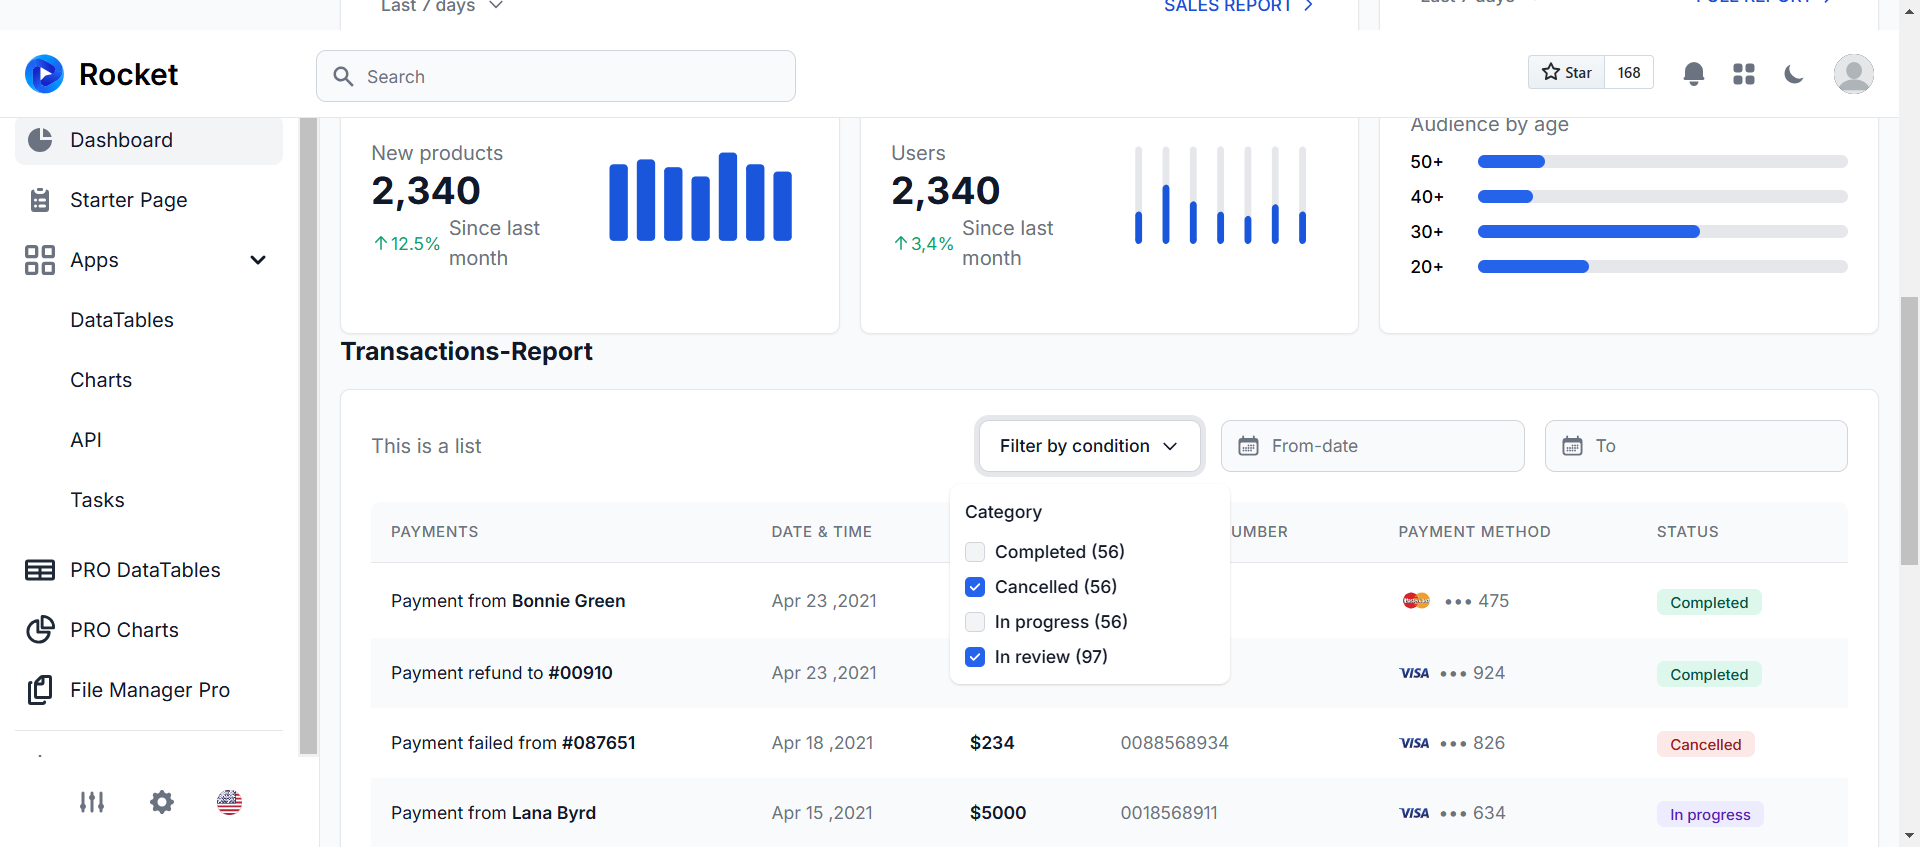 Last 7 days
SALES REPORT
Last 7 days
FULL REPORT
Rocket
Search
Star
168
Dashboard
Starter Page
Apps
DataTables
Charts
API
Tasks
PRO DataTables
PRO Charts
File Manager Pro
New products
2,340
12.5%
Since last
month
Users
2,340
3,4%
Since last
month
Audience by age
50+
40+
30+
20+
Transactions-Report
This is a list
Filter by condition
From-date
To
Category
Completed (56)
Cancelled (56)
In progress (56)
In review (97)
PAYMENTS DATE & TIME UMBER PAYMENT METHOD STATUS
Payment from Bonnie Green Apr 23 ,2021 ••• 475 Completed
Payment refund to #00910 Apr 23 ,2021 VISA ••• 924 Completed
Payment failed from #087651 Apr 18 ,2021 $234 0088568934 VISA ••• 826 Cancelled
Payment from Lana Byrd Apr 15 ,2021 $5000 0018568911 VISA ••• 634 In progress